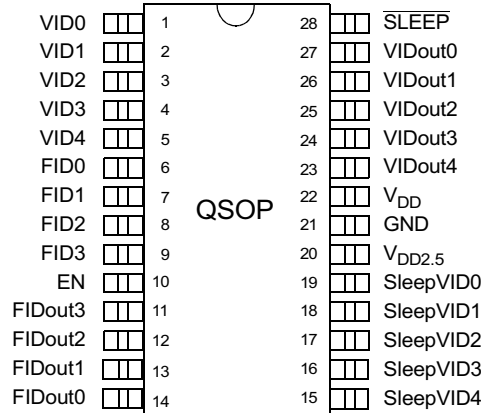 VID0 1 28 S̅L̅E̅E̅P̅
VID1 2 27 VIDout0
VID2 3 26 VIDout1
VID3 4 25 VIDout2
VID4 5 24 VIDout3
FID0 6 23 VIDout4
FID1 7 22 VDD
QSOP
FID2 8 21 GND
FID3 9 20 VDD2.5
EN 10 19 SleepVID0
FIDout3 11 18 SleepVID1
FIDout2 12 17 SleepVID2
FIDout1 13 16 SleepVID3
FIDout0 14 15 SleepVID4